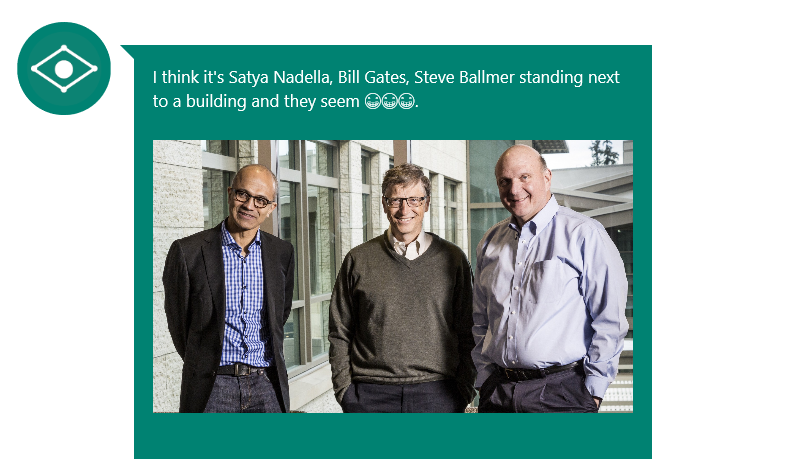 I think it's Satya Nadella, Bill Gates, Steve Ballmer standing next
to a building and they seem 😀😀😀.